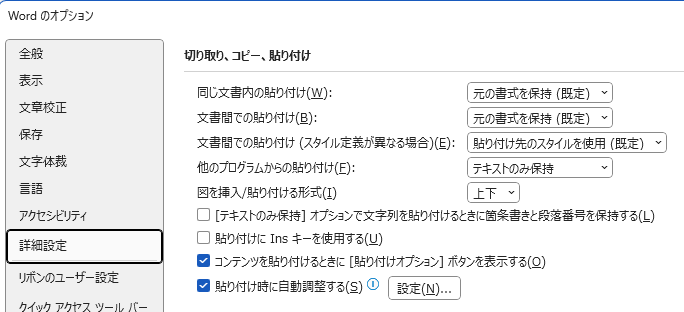 Word のオプション
全般
表示
文章校正
保存
文字体裁
言語
アクセシビリティ
詳細設定
リボンのユーザー設定
クイック アクセス ツール バー
切り取り、コピー、貼り付け
同じ文書内の貼り付け(W): 元の書式を保持 (既定)
文書間での貼り付け(B): 元の書式を保持 (既定)
文書間での貼り付け (スタイル定義が異なる場合)(E): 貼り付け先のスタイルを使用 (既定)
他のプログラムからの貼り付け(F): テキストのみ保持
図を挿入/貼り付ける形式(I) 上下
[テキストのみ保持] オプションで文字列を貼り付けるときに箇条書きと段落番号を保持する(L)
貼り付けに Ins キーを使用する(U)
コンテンツを貼り付けるときに [貼り付けオプション] ボタンを表示する(O)
貼り付け時に自動調整する(S) 設定(N)...